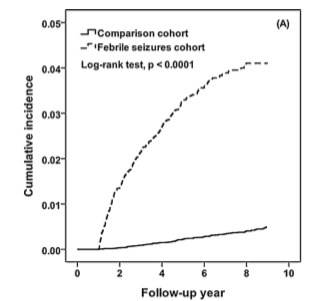 (A)
Comparison cohort
Febrile seizures cohort
Log-rank test, p < 0.0001
Cumulative incidence
0.05
0.04
0.03
0.02
0.01
0.00
0 2 4 6 8 10
Follow-up year